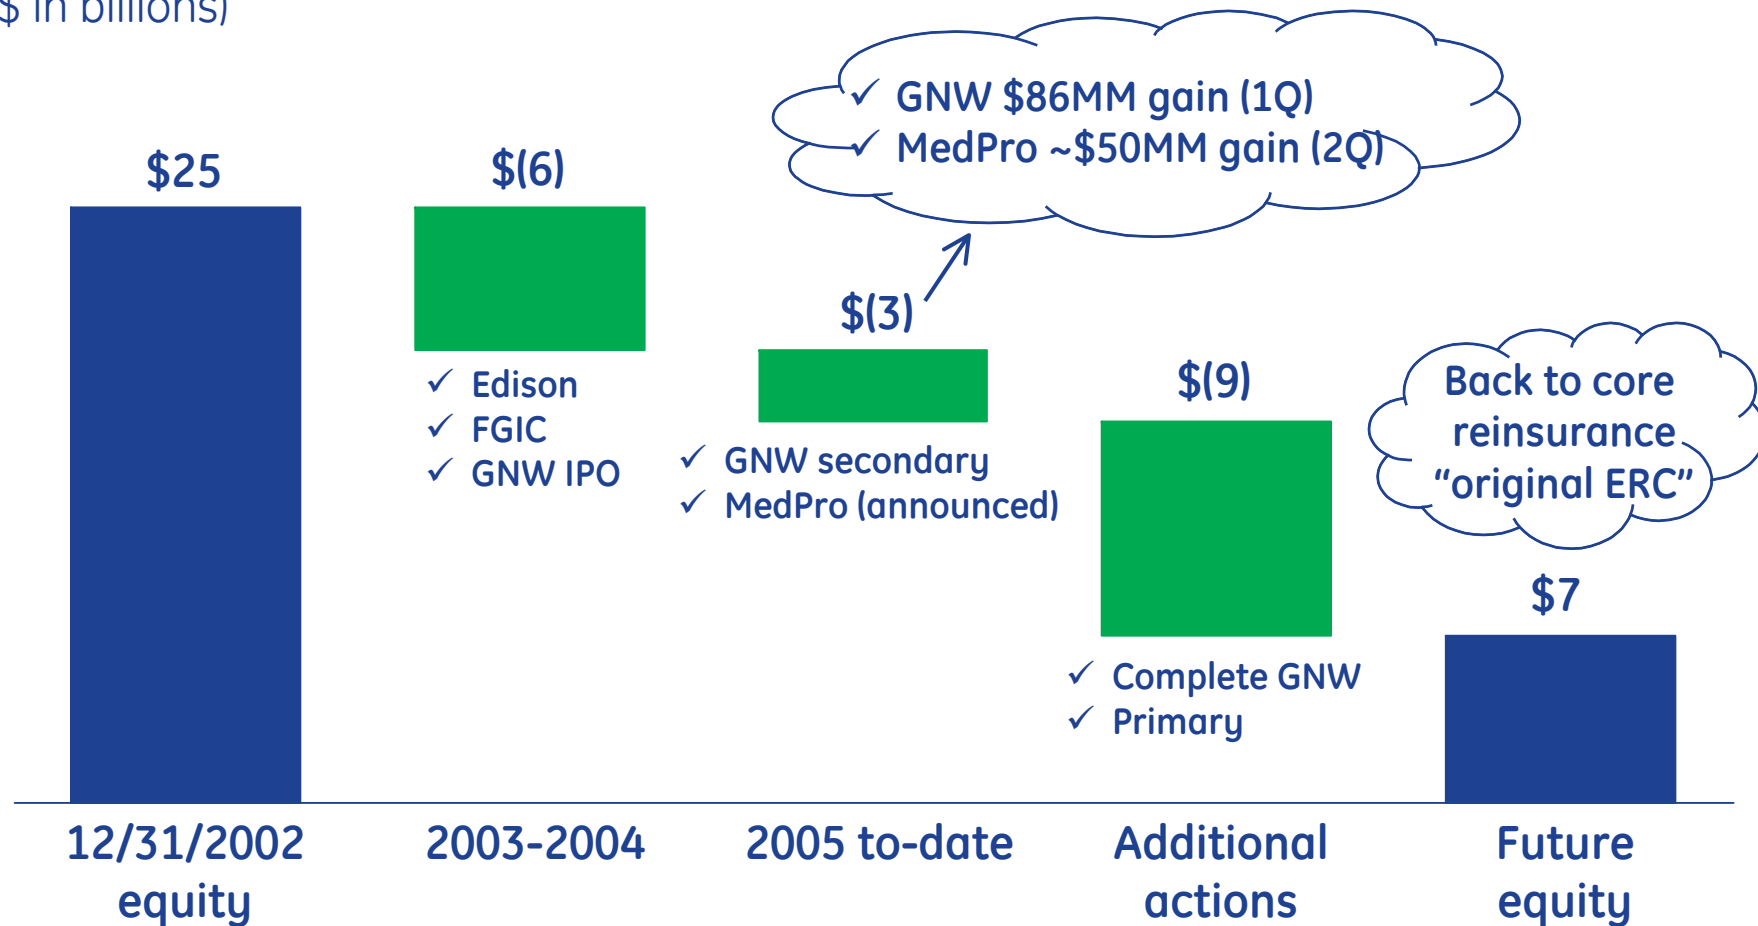 $ in billions)
✓ GNW $86MM gain (1Q)
✓ MedPro ~$50MM gain (2Q)
$25
$(6)
$(3)
$(9)
$7
✓ Edison
✓ FGIC
✓ GNW IPO
✓ GNW secondary
✓ MedPro (announced)
✓ Complete GNW
✓ Primary
Back to core
reinsurance
“original ERC”
12/31/2002
equity
2003-2004
2005 to-date
Additional
actions
Future
equity